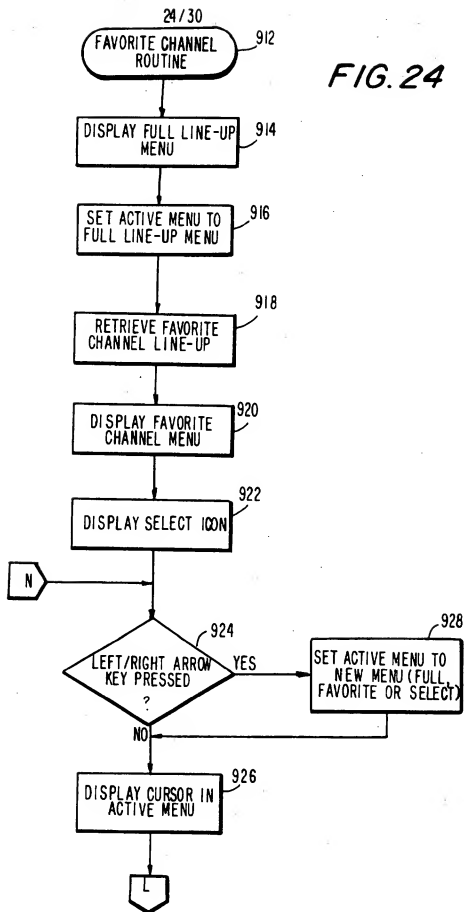 24/30
FAVORITE CHANNEL
ROUTINE
912
FIG. 24
DISPLAY FULL LINE-UP
MENU
914
SET ACTIVE MENU TO
FULL LINE-UP MENU
916
RETRIEVE FAVORITE
CHANNEL LINE-UP
918
DISPLAY FAVORITE
CHANNEL MENU
920
DISPLAY SELECT ICON
922
N
924
LEFT/RIGHT ARROW
KEY PRESSED
?
YES
928
SET ACTIVE MENU TO
NEW MENU (FULL,
FAVORITE OR SELECT)
NO
926
DISPLAY CURSOR IN
ACTIVE MENU
L